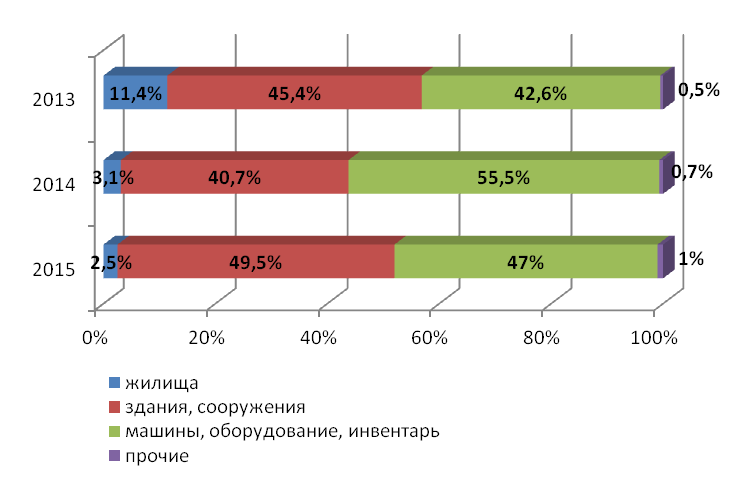 2013 11,4% 45,4% 42,6% 0,5%
2014 3,1% 40,7% 55,5% 0,7%
2015 2,5% 49,5% 47% 1%
0% 20% 40% 60% 80% 100%
жилища
здания, сооружения
машины, оборудование, инвентарь
прочие